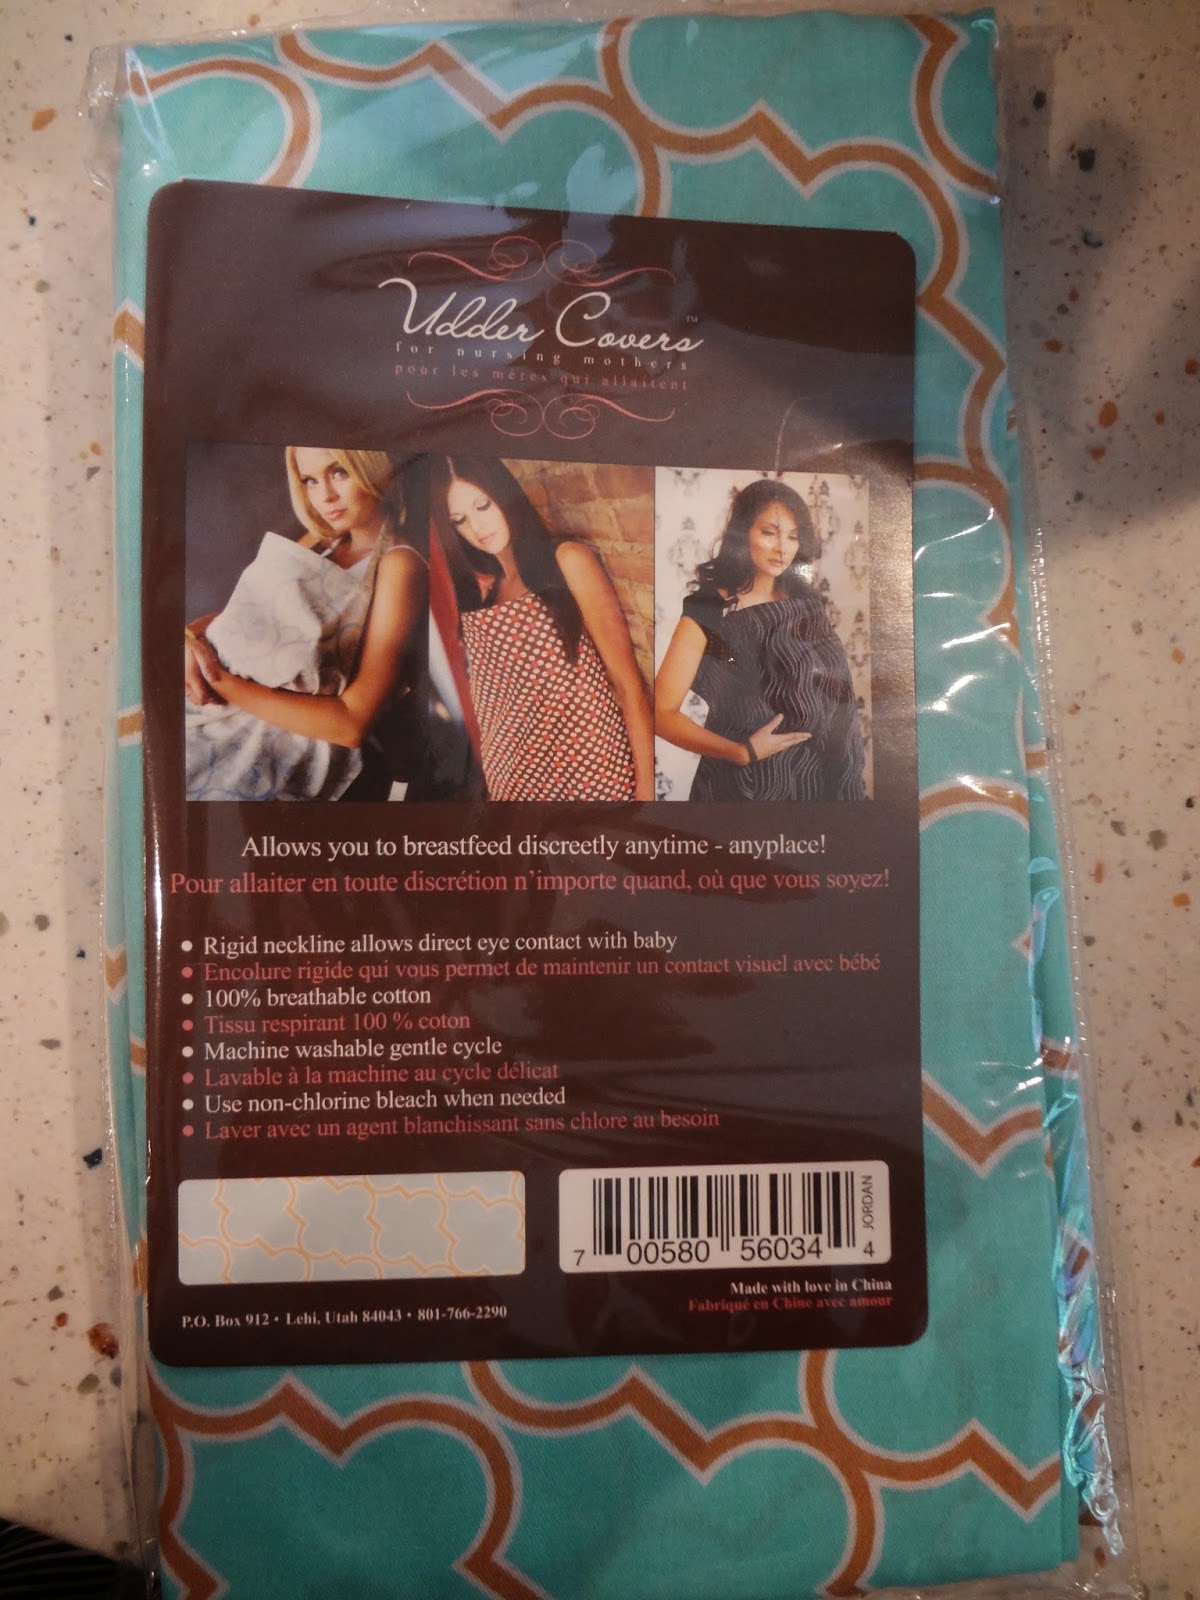 Udder Covers™
for nursing mothers
pour les mères qui allaitent
Allows you to breastfeed discreetly anytime - anyplace!
Pour allaiter en toute discrétion n'importe quand, où que vous soyez!
• Rigid neckline allows direct eye contact with baby
• Encolure rigide qui vous permet de maintenir un contact visuel avec bébé
• 100% breathable cotton
• Tissu respirant 100 % coton
• Machine washable gentle cycle
• Lavable à la machine au cycle délicat
• Use non-chlorine bleach when needed
• Laver avec un agent blanchissant sans chlore au besoin
JORDAN
7 00580 56034 4
Made with love in China
Fabriqué en Chine avec amour
P.O. Box 912 • Lehi, Utah 84043 • 801-766-2290